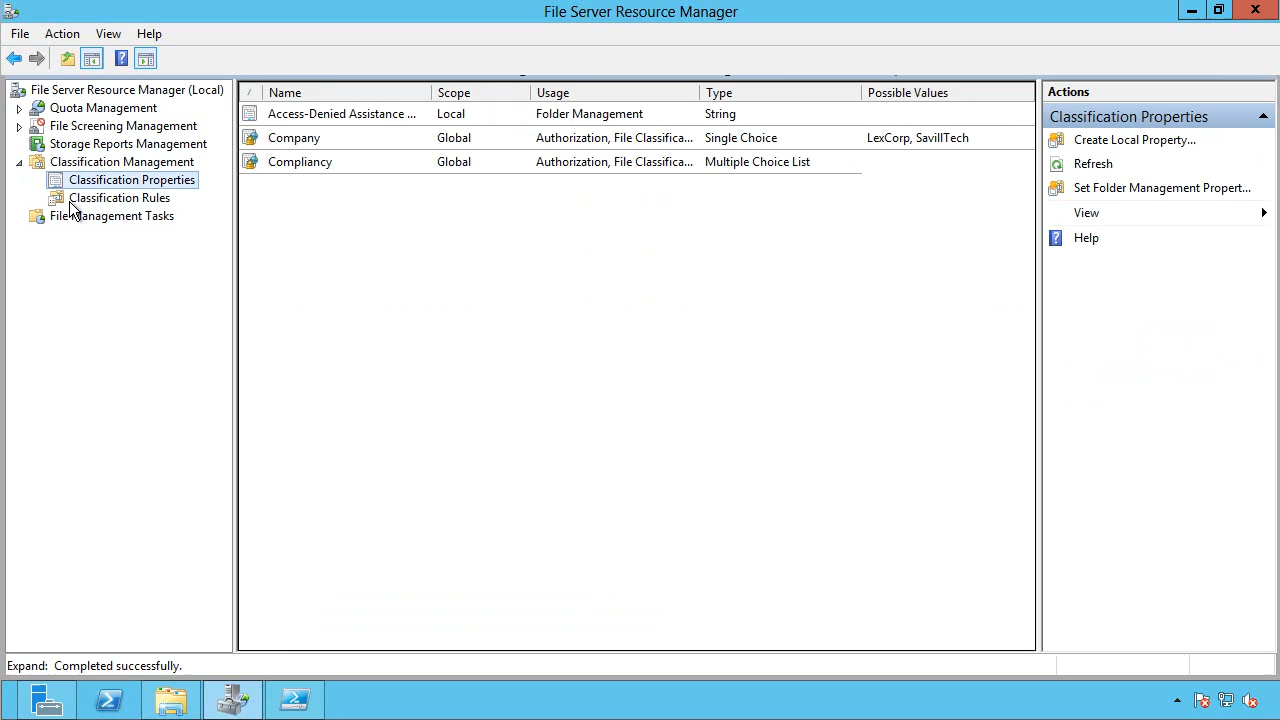 File Server Resource Manager
File Action View Help
File Server Resource Manager (Local)
Quota Management
File Screening Management
Storage Reports Management
Classification Management
Classification Properties
Classification Rules
File Management Tasks
Name Scope Usage Type Possible Values
Access-Denied Assistance ... Local Folder Management String
Company Global Authorization, File Classifica... Single Choice LexCorp, SavillTech
Compliancy Global Authorization, File Classifica... Multiple Choice List
Actions
Classification Properties
Create Local Property...
Refresh
Set Folder Management Propert...
View
Help
Expand: Completed successfully.